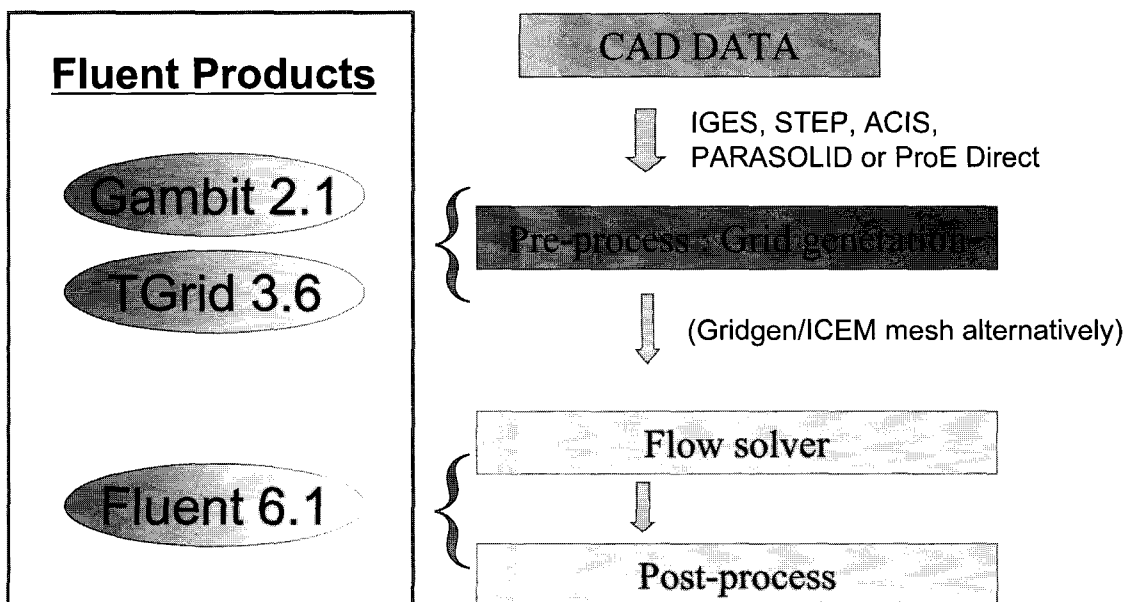 Fluent Products
Gambit 2.1
TGrid 3.6
Fluent 6.1
CAD DATA
IGES, STEP, ACIS,
PARASOLID or ProE Direct
Pre-process : Grid genetation
(Gridgen/ICEM mesh alternatively)
Flow solver
Post-process